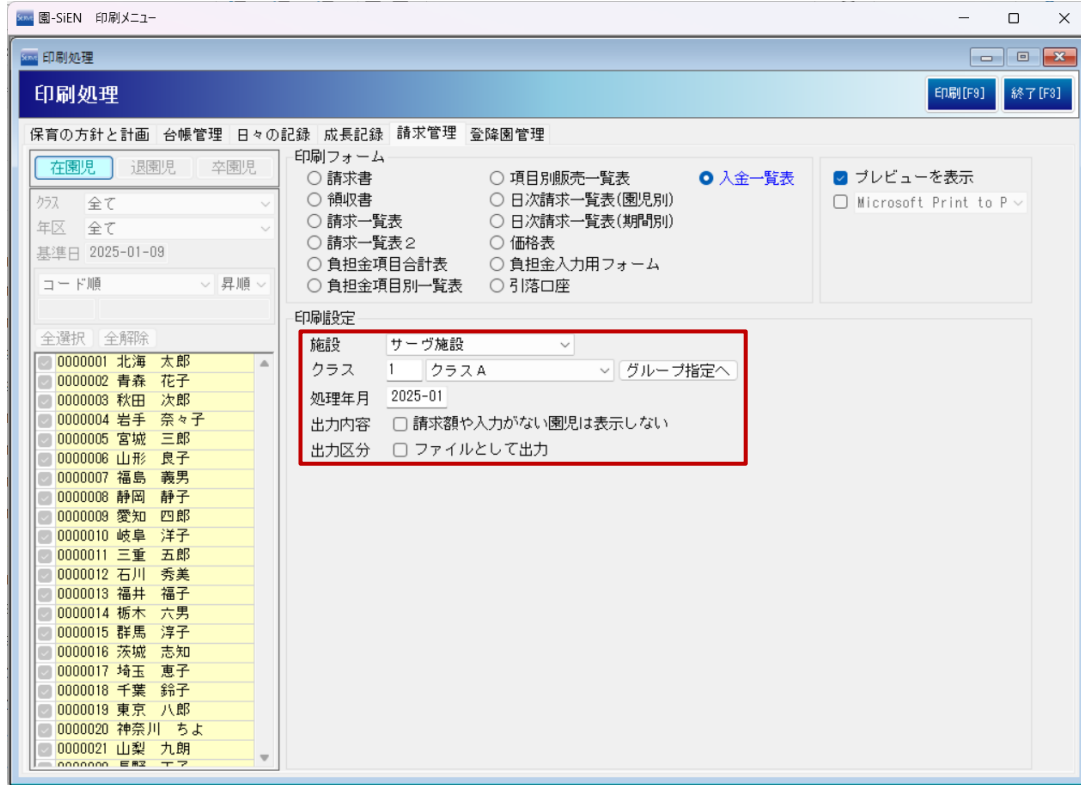 園-SiEN 印刷メニュー
印刷処理
印刷処理
印刷[F9] 終了[F3]
保育の方針と計画 台帳管理 日々の記録 成長記録 請求管理 登降園管理
在園児 退園児 卒園児
クラス 全て
年区 全て
基準日 2025-01-09
コード順 昇順
全選択 全解除
0000001 北海 太郎
0000002 青森 花子
0000003 秋田 次郎
0000004 岩手 奈々子
0000005 宮城 三郎
0000006 山形 良子
0000007 福島 義男
0000008 静岡 静子
0000009 愛知 四郎
0000010 岐阜 洋子
0000011 三重 五郎
0000012 石川 秀美
0000013 福井 福子
0000014 栃木 六男
0000015 群馬 淳子
0000016 茨城 志知
0000017 埼玉 恵子
0000018 千葉 鈴子
0000019 東京 八郎
0000020 神奈川 ちよ
0000021 山梨 九朗
印刷フォーム
請求書 項目別販売一覧表 入金一覧表
領収書 日次請求一覧表(園児別)
請求一覧表 日次請求一覧表(期間別)
請求一覧表2 価格表
負担金項目合計表 負担金入力用フォーム
負担金項目別一覧表 引落口座
プレビューを表示
Microsoft Print to P
印刷設定
施設 サーヴ施設
クラス 1 クラスA グループ指定へ
処理年月 2025-01
出力内容 請求額や入力がない園児は表示しない
出力区分 ファイルとして出力